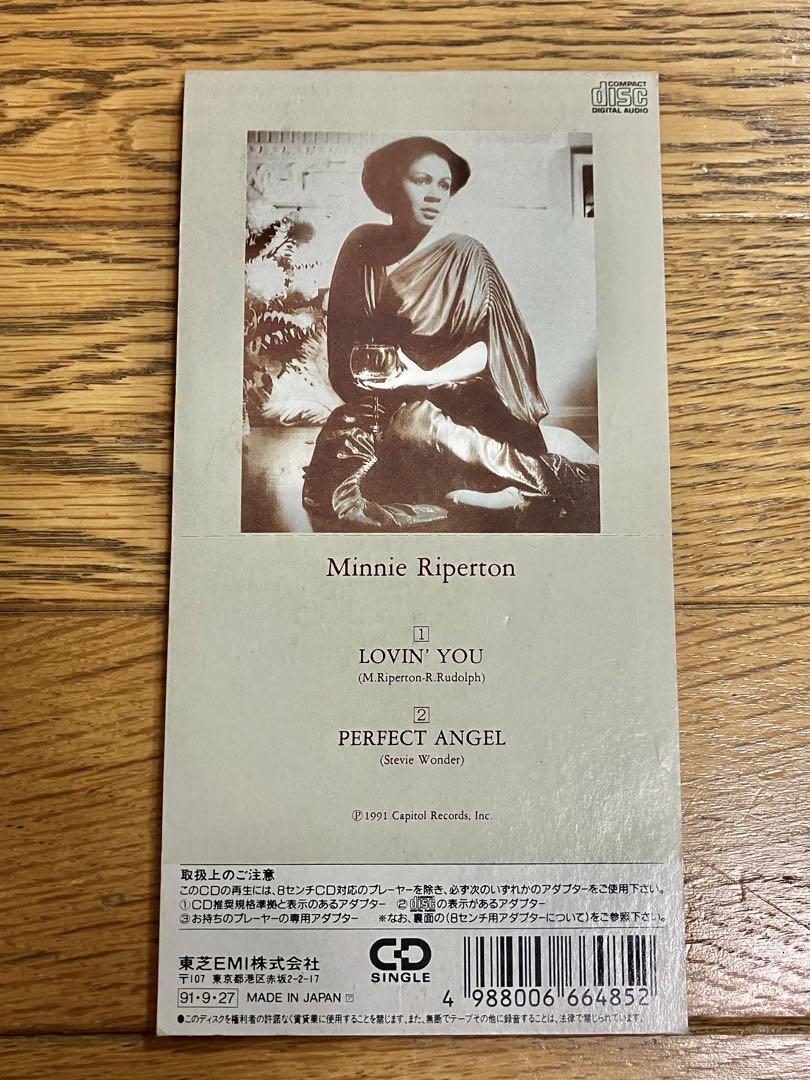 COMPACT
disc
DIGITAL AUDIO
Minnie Riperton
1
LOVIN' YOU
(M.Riperton-R.Rudolph)
2
PERFECT ANGEL
(Stevie Wonder)
Ⓟ 1991 Capitol Records, Inc.
取扱上のご注意
このCDの再生には、8センチCD対応のプレーヤーを除き、必ず次のいずれかのアダプターをご使用下さい。
①CD推奨規格準拠と表示のあるアダプター ②discの表示があるアダプター
③お持ちのプレーヤーの専用アダプター ※なお、裏面の(8センチ用アダプターについて)をご参照下さい。
東芝EMI株式会社
〒107 東京都港区赤坂2-2-17
91・9・27 MADE IN JAPAN
CD
SINGLE
4 988006 664852
●このディスクを権利者の許諾なく賃貸業に使用することを禁じます。また、無断でテープその他に録音することは、法律で禁じられています。